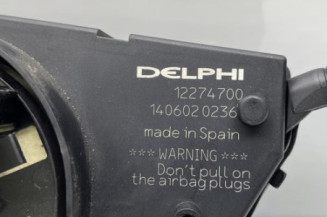 DELPHI
12274700
140602 0236
made in Spain
*** WARNING ***
Don't pull on
the airbag plugs